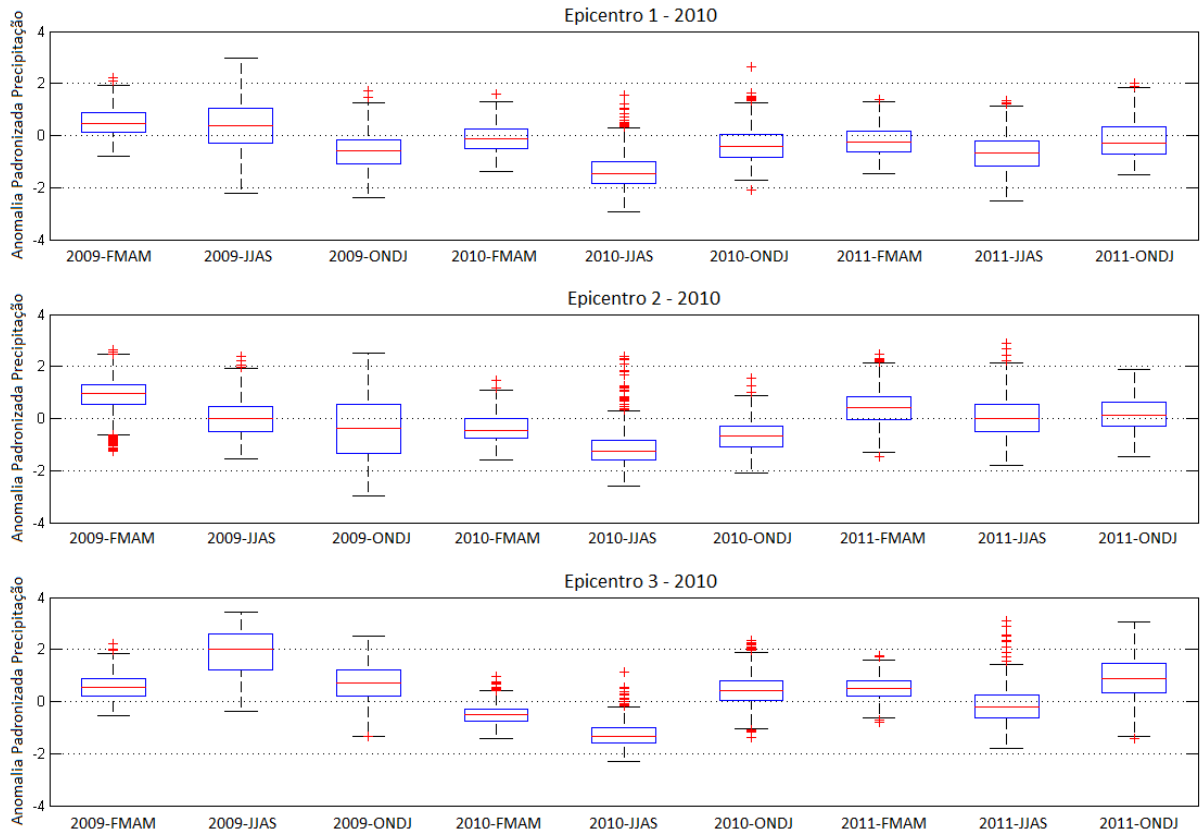 Epicentro 1 - 2010
Anomalia Padronizada Precipitação
4
2
0
-2
-4
2009-FMAM 2009-JJAS 2009-ONDJ 2010-FMAM 2010-JJAS 2010-ONDJ 2011-FMAM 2011-JJAS 2011-ONDJ
Epicentro 2 - 2010
Anomalia Padronizada Precipitação
4
2
0
-2
-4
2009-FMAM 2009-JJAS 2009-ONDJ 2010-FMAM 2010-JJAS 2010-ONDJ 2011-FMAM 2011-JJAS 2011-ONDJ
Epicentro 3 - 2010
Anomalia Padronizada Precipitação
4
2
0
-2
-4
2009-FMAM 2009-JJAS 2009-ONDJ 2010-FMAM 2010-JJAS 2010-ONDJ 2011-FMAM 2011-JJAS 2011-ONDJ